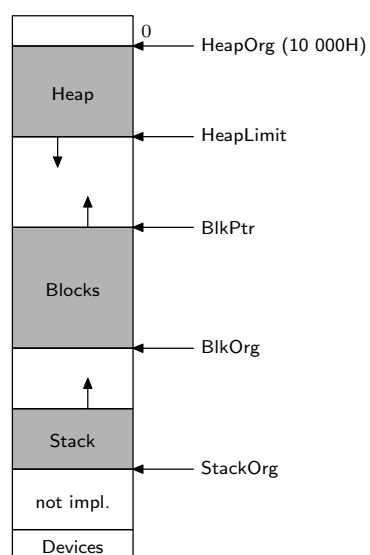 0
HeapOrg (10 000H)
Heap
HeapLimit
BlkPtr
Blocks
BlkOrg
Stack
StackOrg
not impl.
Devices